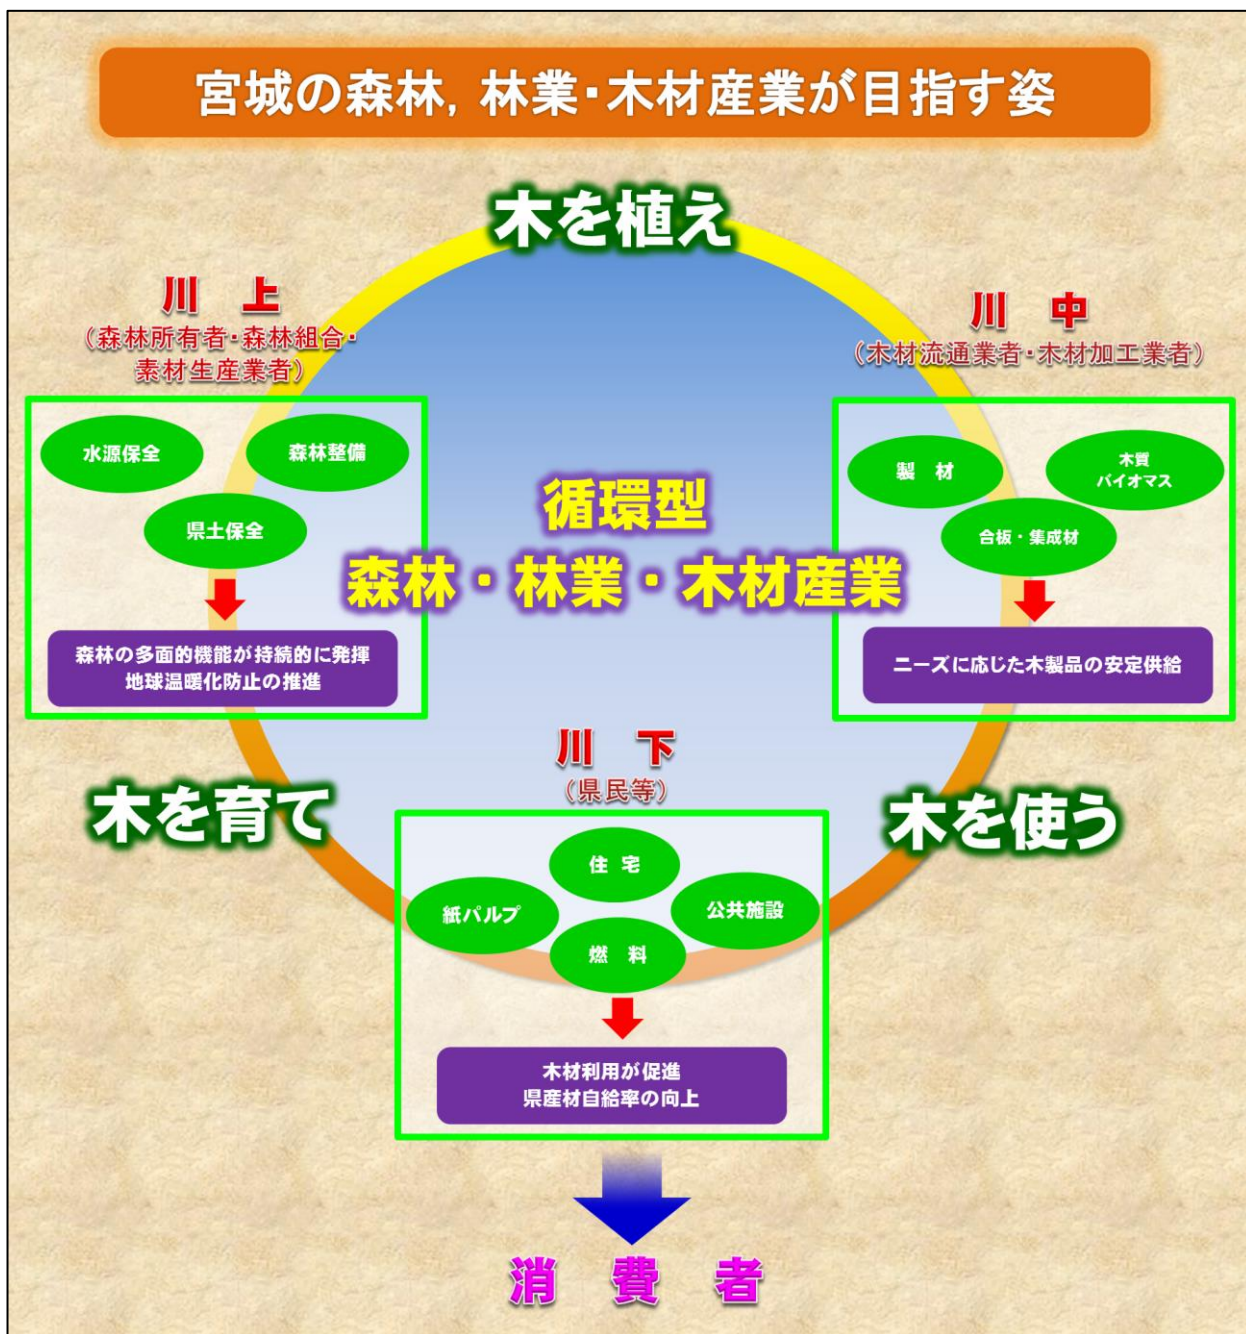 宮城の森林，林業・木材産業が目指す姿
木を植え
川　上
（森林所有者・森林組合・
素材生産業者）
水源保全
森林整備
県土保全
森林の多面的機能が持続的に発揮
地球温暖化防止の推進
川　中
（木材流通業者・木材加工業者）
製　材
木質
バイオマス
合板・集成材
ニーズに応じた木製品の安定供給
循環型
森林・林業・木材産業
木を育て
木を使う
川　下
（県民等）
住　宅
紙パルプ
公共施設
燃　料
木材利用が促進
県産材自給率の向上
消　費　者